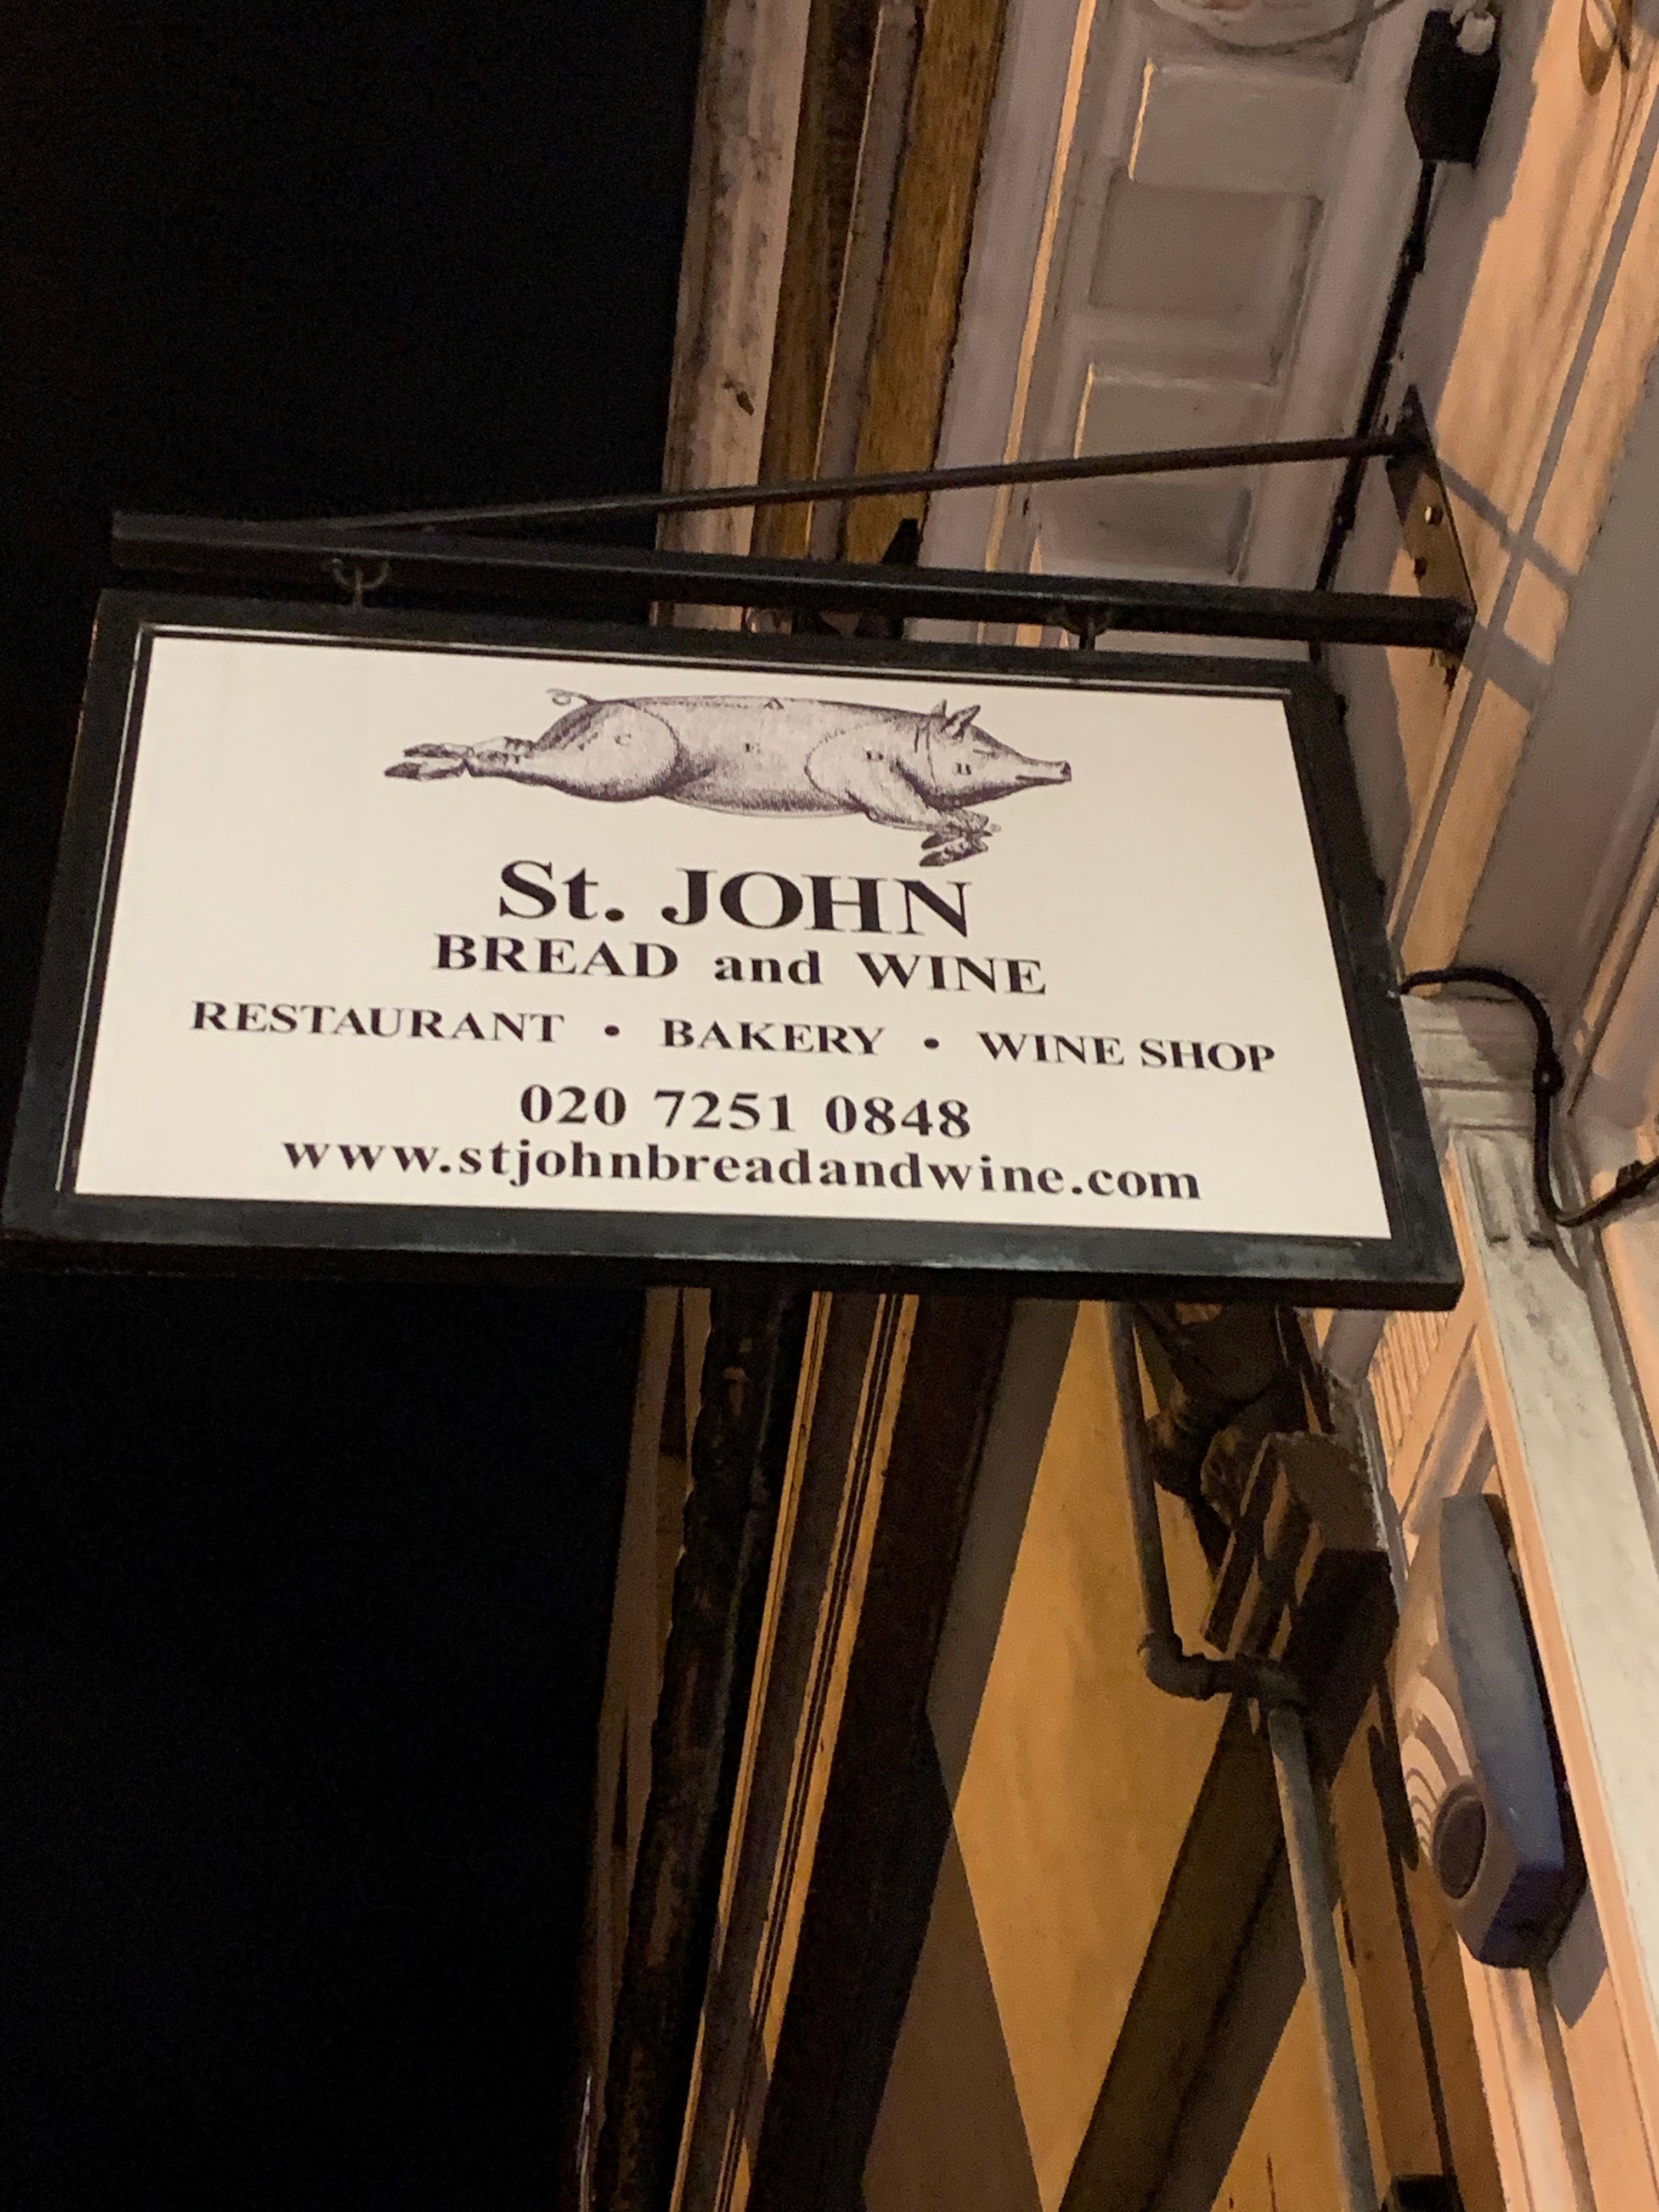 A
C E D B
St. JOHN
BREAD and WINE
RESTAURANT • BAKERY • WINE SHOP
020 7251 0848
www.stjohnbreadandwine.com